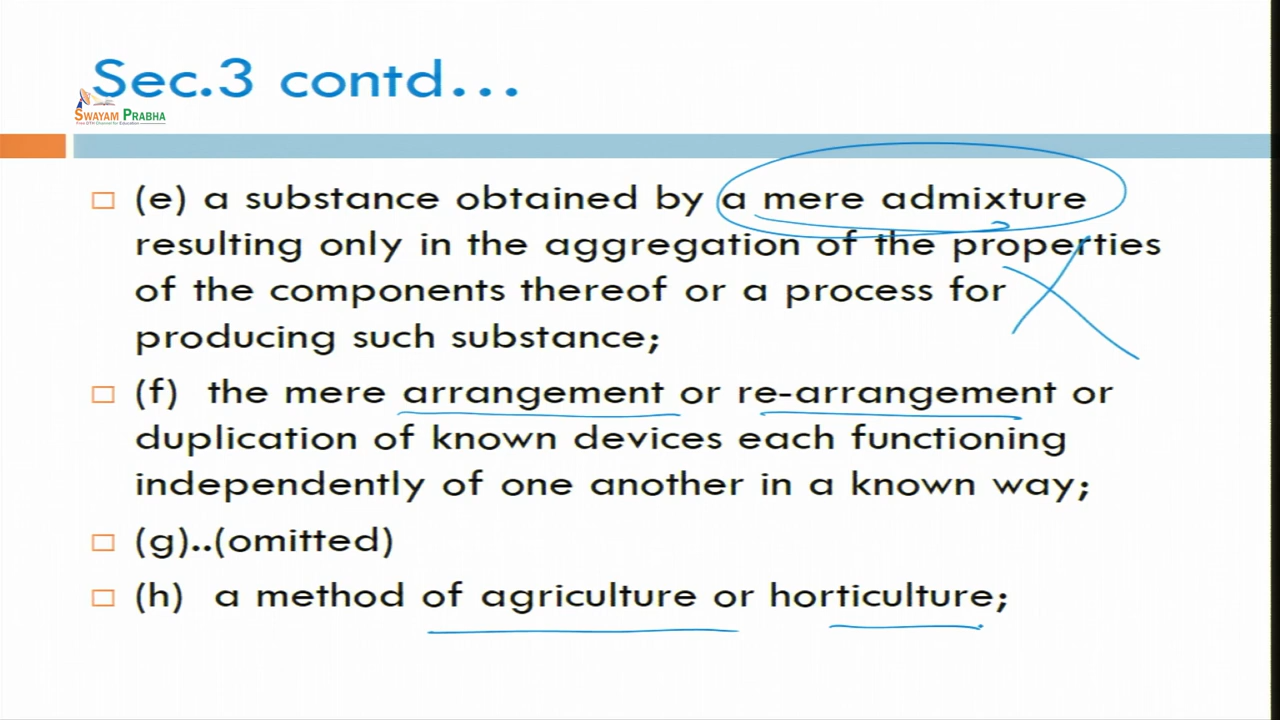 Sec.3 contd...
SWAYAM PRABHA
(e) a substance obtained by a mere admixture
resulting only in the aggregation of the properties
of the components thereof or a process for
producing such substance;
(f) the mere arrangement or re-arrangement or
duplication of known devices each functioning
independently of one another in a known way;
(g)..(omitted)
(h) a method of agriculture or horticulture;